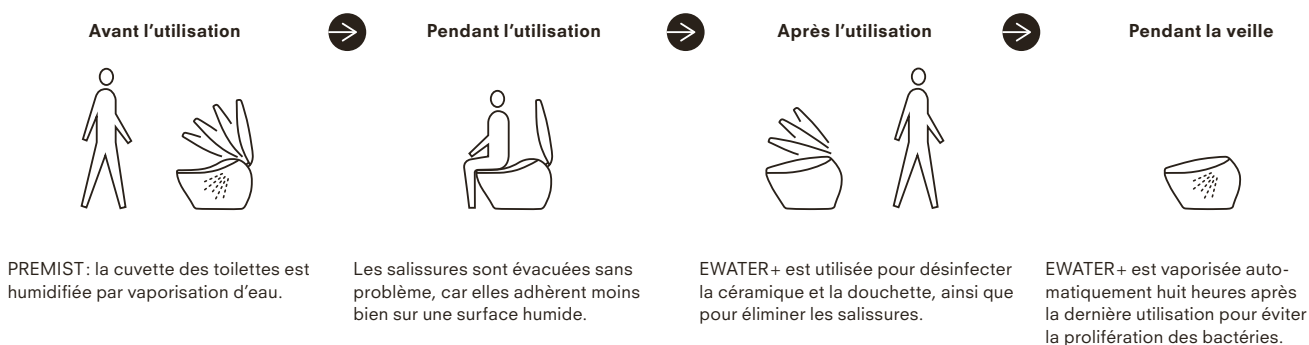 Avant l’utilisation
Pendant l’utilisation
Après l’utilisation
Pendant la veille
PREMIST : la cuvette des toilettes est
humidifiée par vaporisation d’eau.
Les salissures sont évacuées sans
problème, car elles adhèrent moins
bien sur une surface humide.
EWATER+ est utilisée pour désinfecter
la céramique et la douchette, ainsi que
pour éliminer les salissures.
EWATER+ est vaporisée auto-
matiquement huit heures après
la dernière utilisation pour éviter
la prolifération des bactéries.